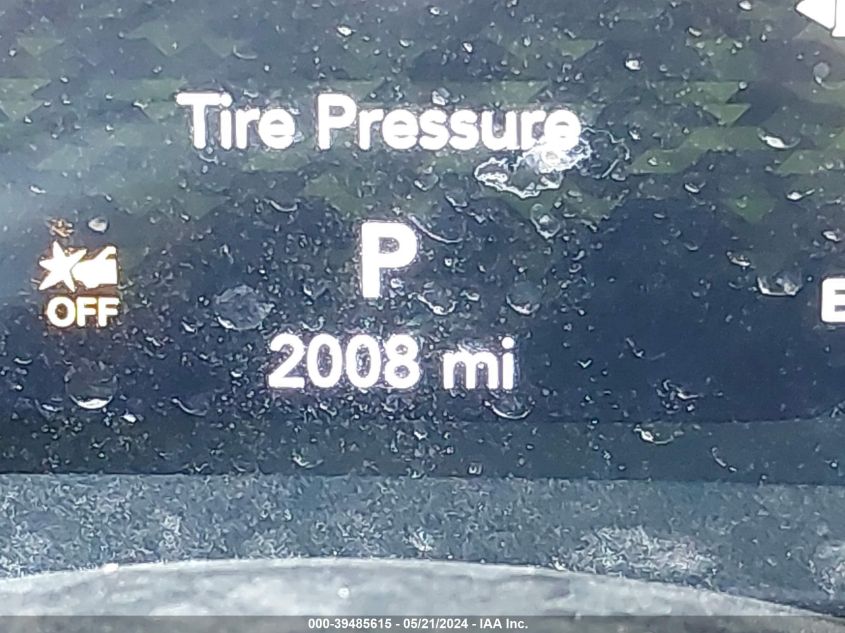 Tire Pressure
P
OFF
E
2008 mi
000-39485615 - 05/21/2024 - IAA Inc.